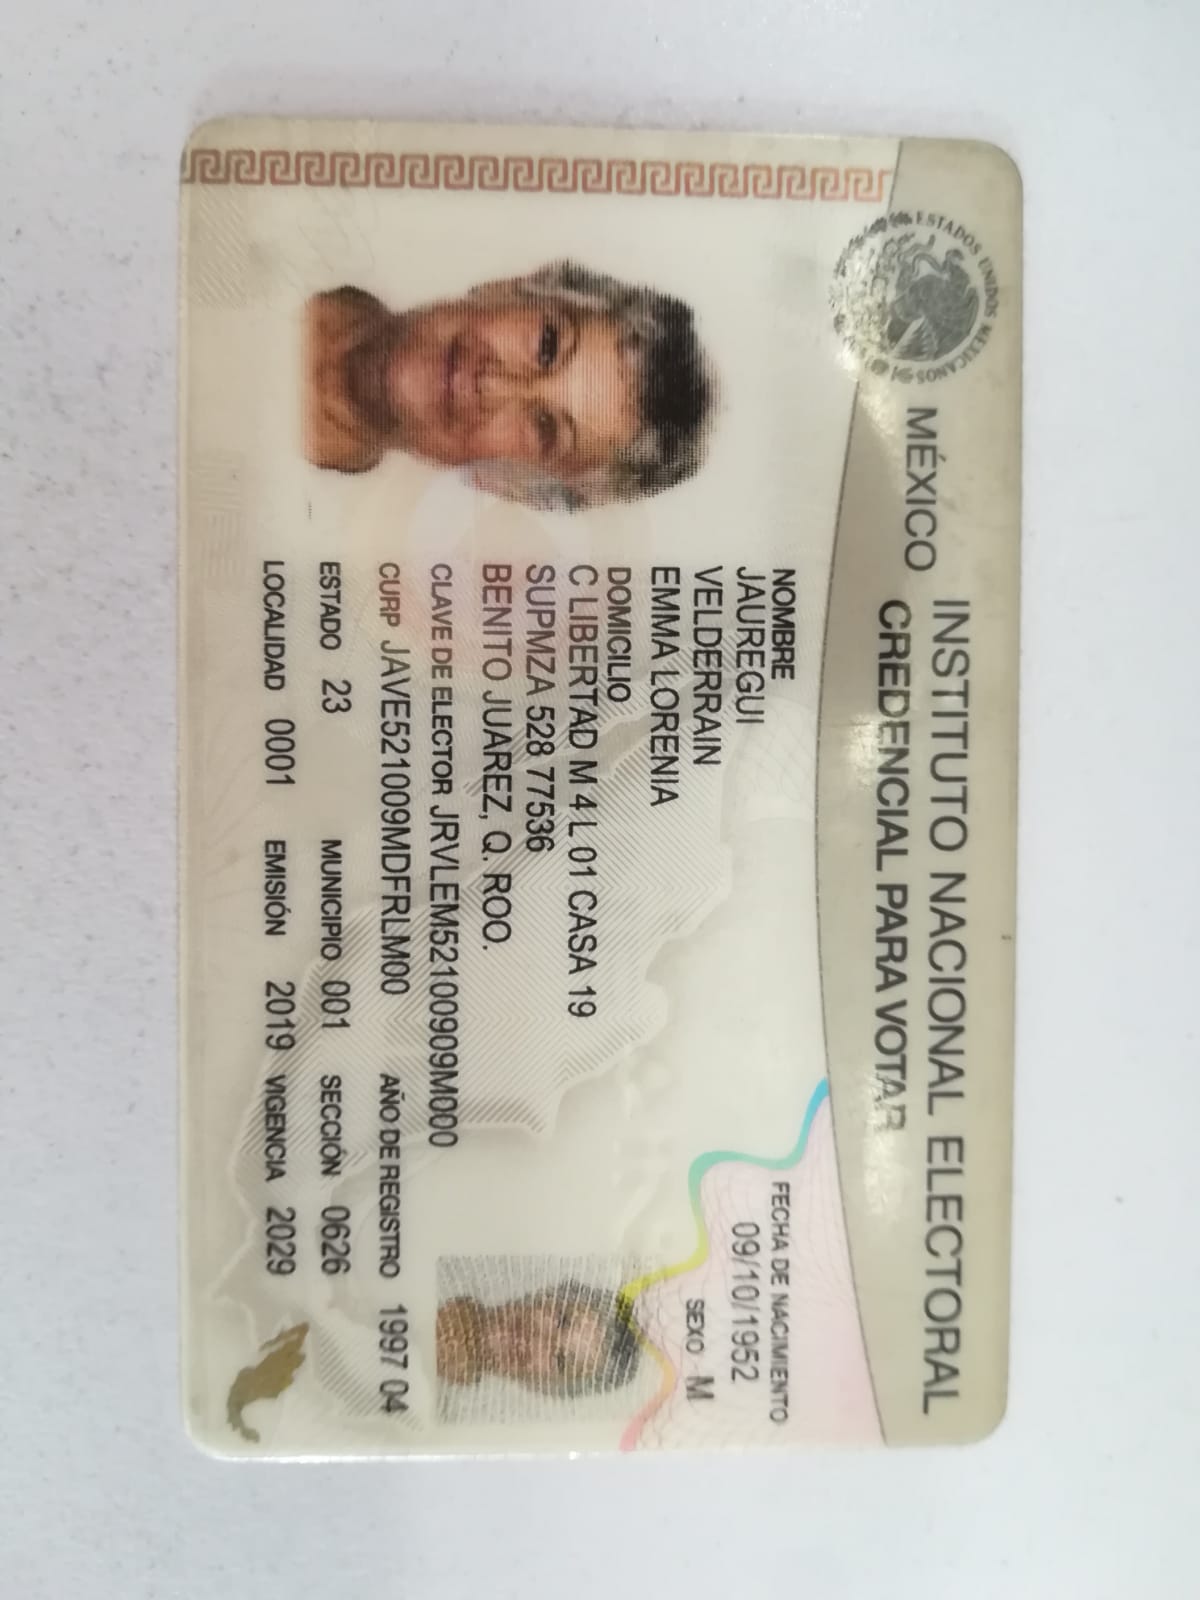 ESTADOS UNIDOS MEXICANOS
MÉXICO INSTITUTO NACIONAL ELECTORAL
CREDENCIAL PARA VOTAR
NOMBRE
JAUREGUI
VELDERRAIN
EMMA LORENIA
FECHA DE NACIMIENTO
09/10/1952
SEXO M
DOMICILIO
C LIBERTAD M 4 L 01 CASA 19
SUPMZA 528 77536
BENITO JUAREZ, Q. ROO.
CLAVE DE ELECTOR JRVLEM52100909M000
CURP JAVE521009MDFRLM00 AÑO DE REGISTRO 1997 04
ESTADO 23 MUNICIPIO 001 SECCIÓN 0626
LOCALIDAD 0001 EMISIÓN 2019 VIGENCIA 2029